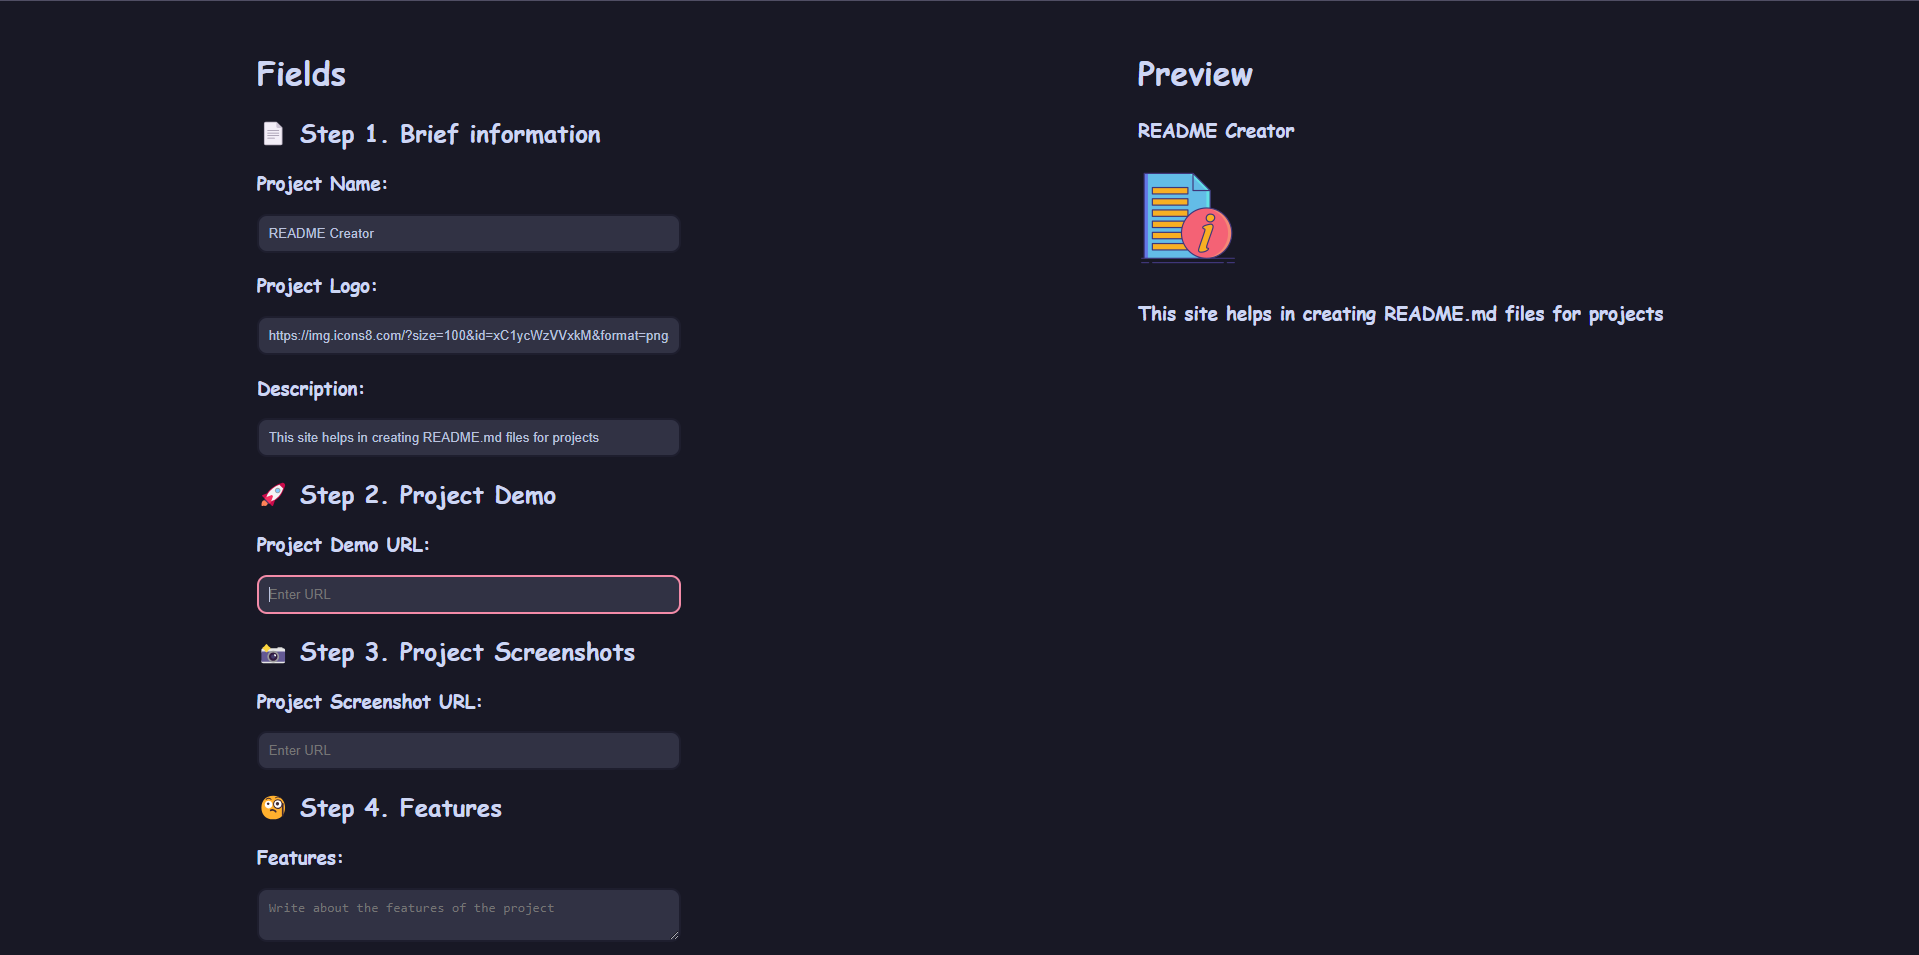 Fields
Step 1. Brief information
Project Name:
README Creator
Project Logo:
https://img.icons8.com/?size=100&id=xC1ycWzVVxkM&format=png
Description:
This site helps in creating README.md files for projects
Step 2. Project Demo
Project Demo URL:
Enter URL
Step 3. Project Screenshots
Project Screenshot URL:
Enter URL
Step 4. Features
Features:
Write about the features of the project
Preview
README Creator
i
This site helps in creating README.md files for projects